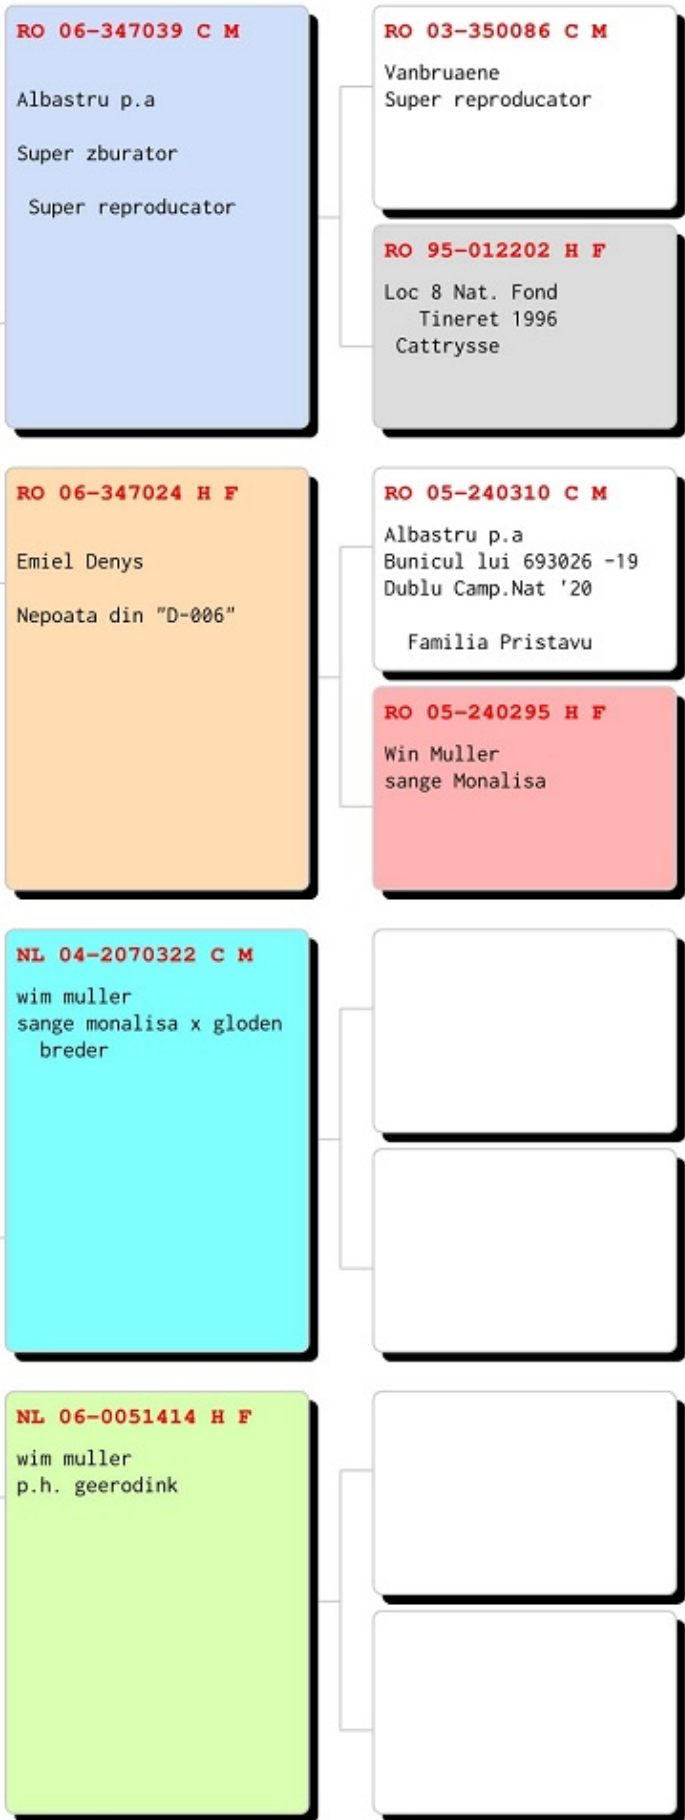 RO 06-347039 C M
Albastru p.a
Super zburator
Super reproducator
RO 03-350086 C M
Vanbruaene
Super reproducator
RO 95-012202 H F
Loc 8 Nat. Fond
Tineret 1996
Cattrysse
RO 06-347024 H F
Emiel Denys
Nepoata din "D-006"
RO 05-240310 C M
Albastru p.a
Bunicul lui 693026 -19
Dublu Camp.Nat '20
Familia Pristavu
RO 05-240295 H F
Win Muller
sange Monalisa
NL 04-2070322 C M
wim muller
sange monalisa x gloden
breder
NL 06-0051414 H F
wim muller
p.h. geerodink